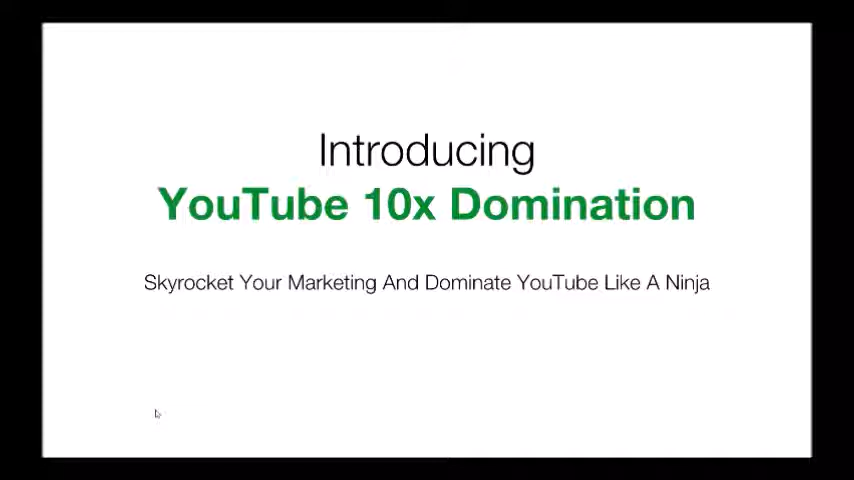 Introducing
YouTube 10x Domination
Skyrocket Your Marketing And Dominate YouTube Like A Ninja